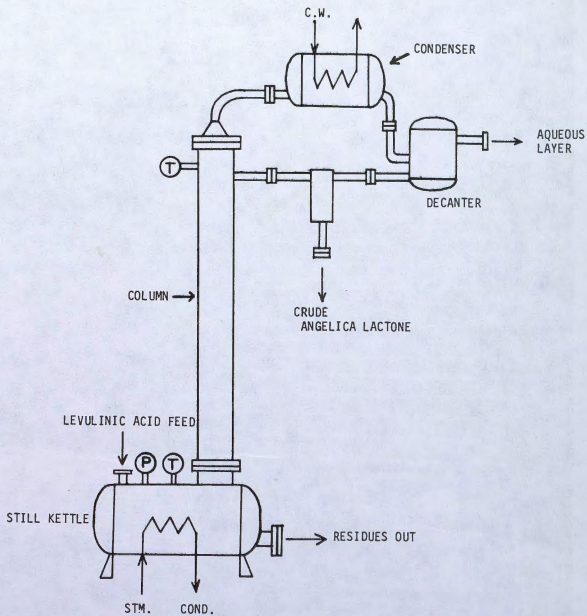 C.W.
CONDENSER
AQUEOUS
LAYER
T
DECANTER
COLUMN
CRUDE
ANGELICA LACTONE
LEVULINIC ACID FEED
P T
STILL KETTLE
RESIDUES OUT
STM. COND.